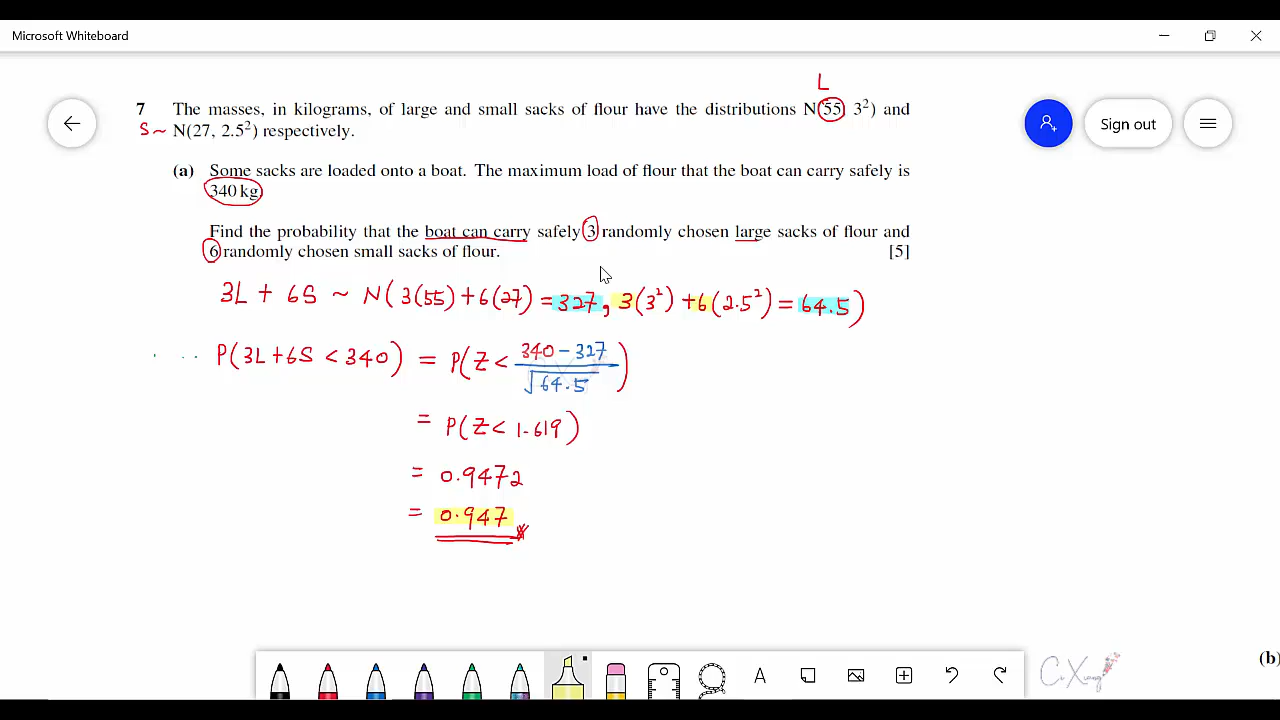 Microsoft Whiteboard
L
7 The masses, in kilograms, of large and small sacks of flour have the distributions N(55, 3²) and
S ~ N(27, 2.5²) respectively.
Sign out
(a) Some sacks are loaded onto a boat. The maximum load of flour that the boat can carry safely is
340 kg.
Find the probability that the boat can carry safely 3 randomly chosen large sacks of flour and
6 randomly chosen small sacks of flour. [5]
3L + 6S ~ N(3(55)+6(27) = 327, 3(3²) + 6(2.5²) = 64.5)
P(3L+6S < 340) = P(Z < (340 - 327)/√64.5)
= P(Z < 1.619)
= 0.9472
= 0.947
(b)
A
Ci Xiang